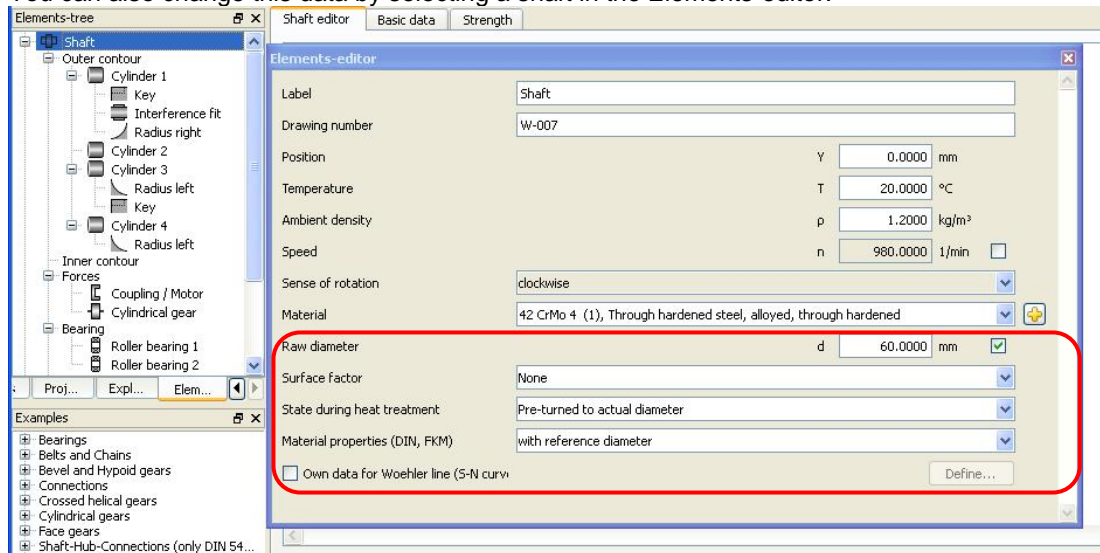 You can also change this data by selecting a shaft in the Elements-editor.
Elements-tree
Shaft
Outer contour
Cylinder 1
Key
Interference fit
Radius right
Cylinder 2
Cylinder 3
Radius left
Key
Cylinder 4
Radius left
Inner contour
Forces
Coupling / Motor
Cylindrical gear
Bearing
Roller bearing 1
Roller bearing 2
Proj... Expl... Elem...
Examples
Bearings
Belts and Chains
Bevel and Hypoid gears
Connections
Crossed helical gears
Cylindrical gears
Face gears
Shaft-Hub-Connections (only DIN 54...
Shaft editor Basic data Strength
Elements-editor
Label Shaft
Drawing number W-007
Position Y 0.0000 mm
Temperature T 20.0000 °C
Ambient density ρ 1.2000 kg/m³
Speed n 980.0000 1/min
Sense of rotation clockwise
Material 42 CrMo 4 (1), Through hardened steel, alloyed, through hardened
Raw diameter d 60.0000 mm
Surface factor None
State during heat treatment Pre-turned to actual diameter
Material properties (DIN, FKM) with reference diameter
Own data for Woehler line (S-N curv
Define...